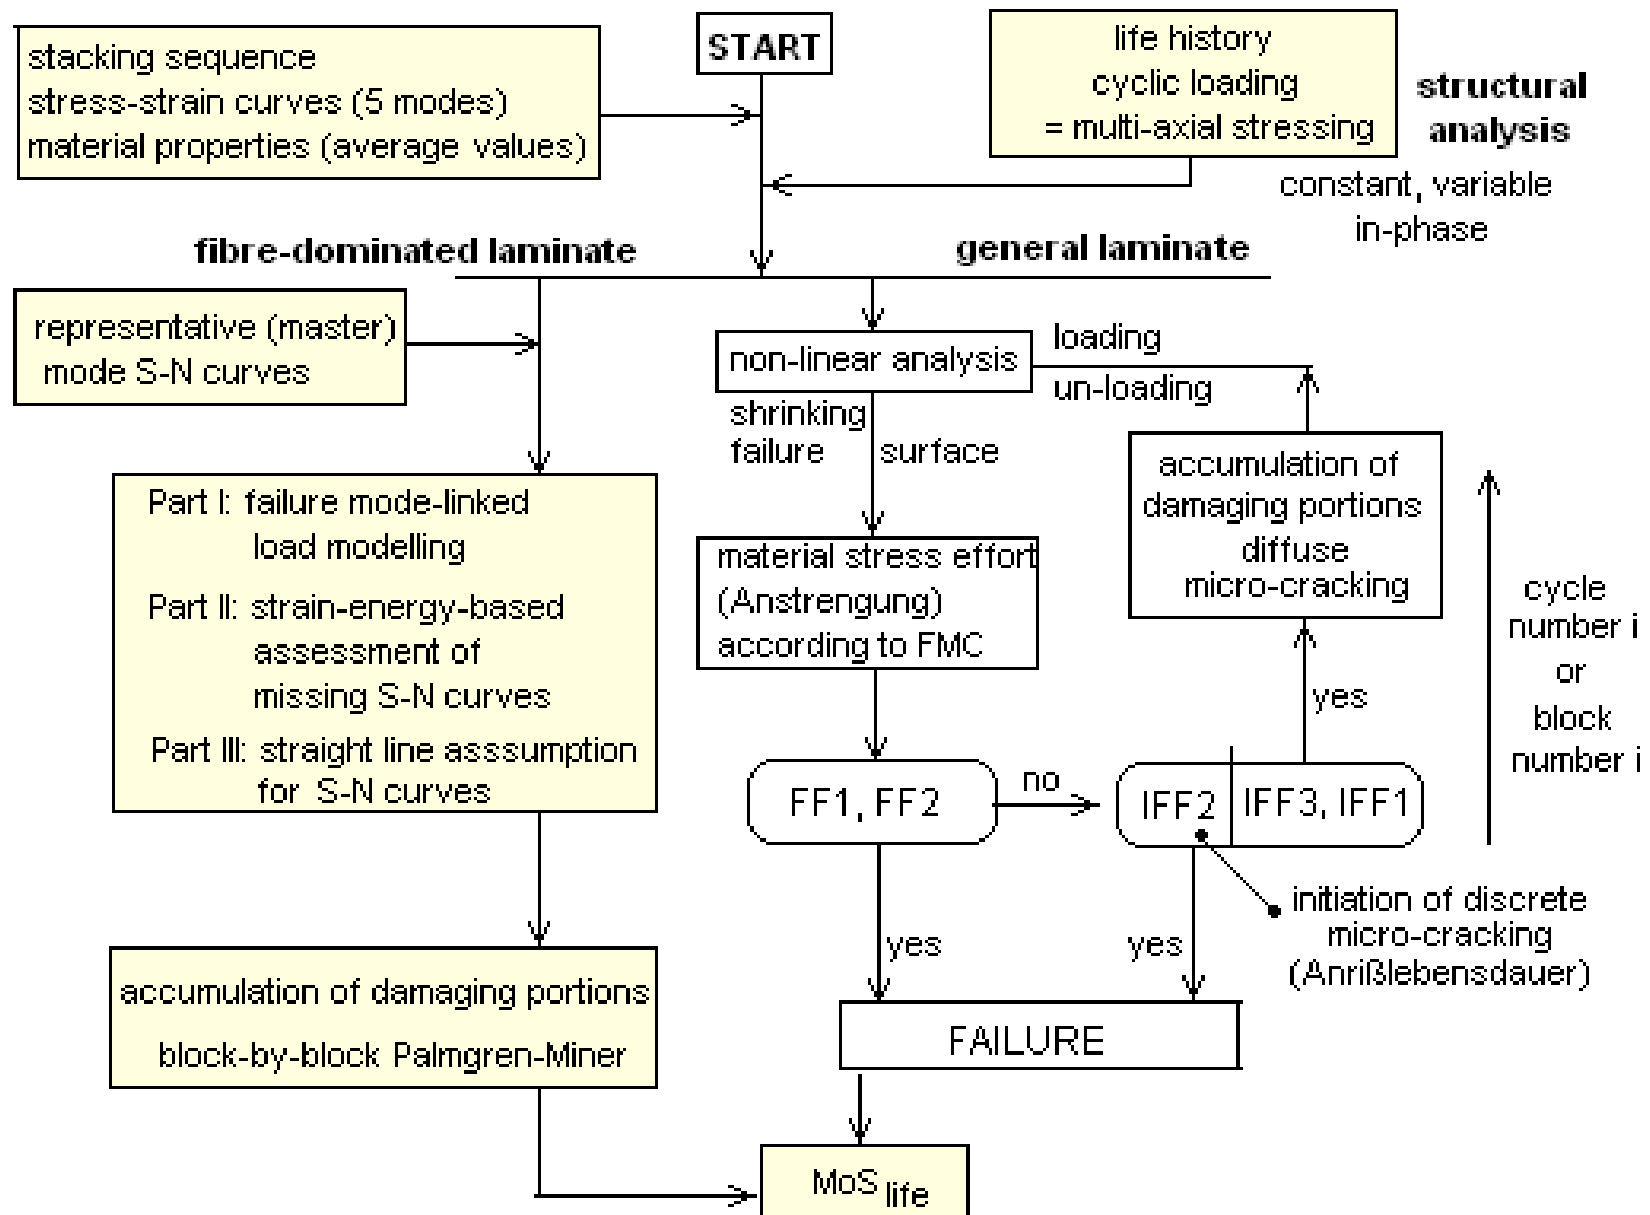 START
stacking sequence
stress-strain curves (5 modes)
material properties (average values)
life history
cyclic loading
= multi-axial stressing
structural
analysis
constant, variable
in-phase
fibre-dominated laminate
general laminate
representative (master)
mode S-N curves
Part I: failure mode-linked
load modelling
Part II: strain-energy-based
assessment of
missing S-N curves
Part III: straight line asssumption
for S-N curves
accumulation of damaging portions
block-by-block Palmgren-Miner
non-linear analysis
loading
un-loading
shrinking
failure surface
material stress effort
(Anstrengung)
according to FMC
FF1, FF2
no
IFF2
IFF3, IFF1
yes
accumulation of
damaging portions
diffuse
micro-cracking
cycle
number i
or
block
number i
initiation of discrete
micro-cracking
(Anrißlebensdauer)
yes
yes
FAILURE
MoS life